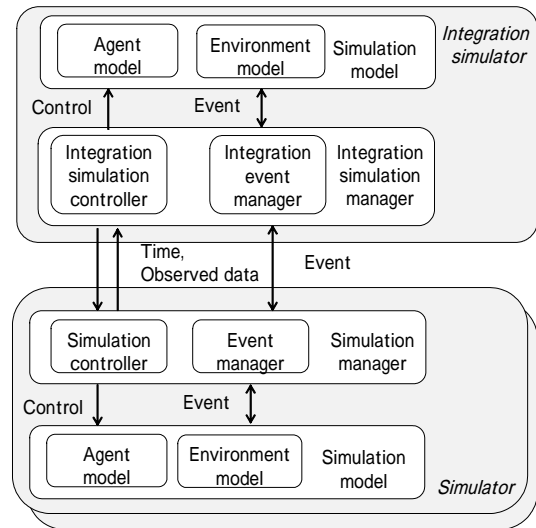 Integration
simulator
Agent
model
Environment
model
Simulation
model
Control
Event
Integration
simulation
controller
Integration
event
manager
Integration
simulation
manager
Time,
Observed data
Event
Simulation
controller
Event
manager
Simulation
manager
Control
Event
Agent
model
Environment
model
Simulation
model
Simulator